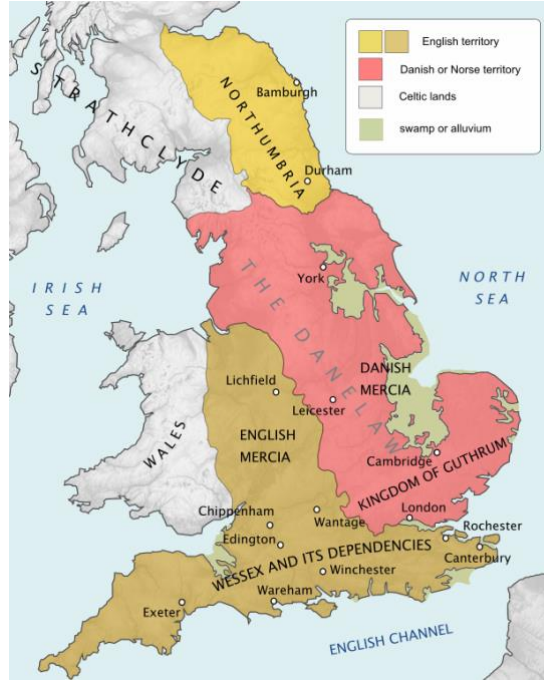 English territory
Danish or Norse territory
Celtic lands
swamp or alluvium
STRATHCLYDE
NORTHUMBRIA
Bamburgh
Durham
IRISH
SEA
NORTH
SEA
York
THE DANELAW
DANISH
MERCIA
Lichfield
Leicester
ENGLISH
MERCIA
WALES
Cambridge
KINGDOM OF GUTHRUM
Chippenham
Wantage
London
Rochester
Edington
WESSEX AND ITS DEPENDENCIES
Canterbury
Winchester
Exeter
Wareham
ENGLISH CHANNEL